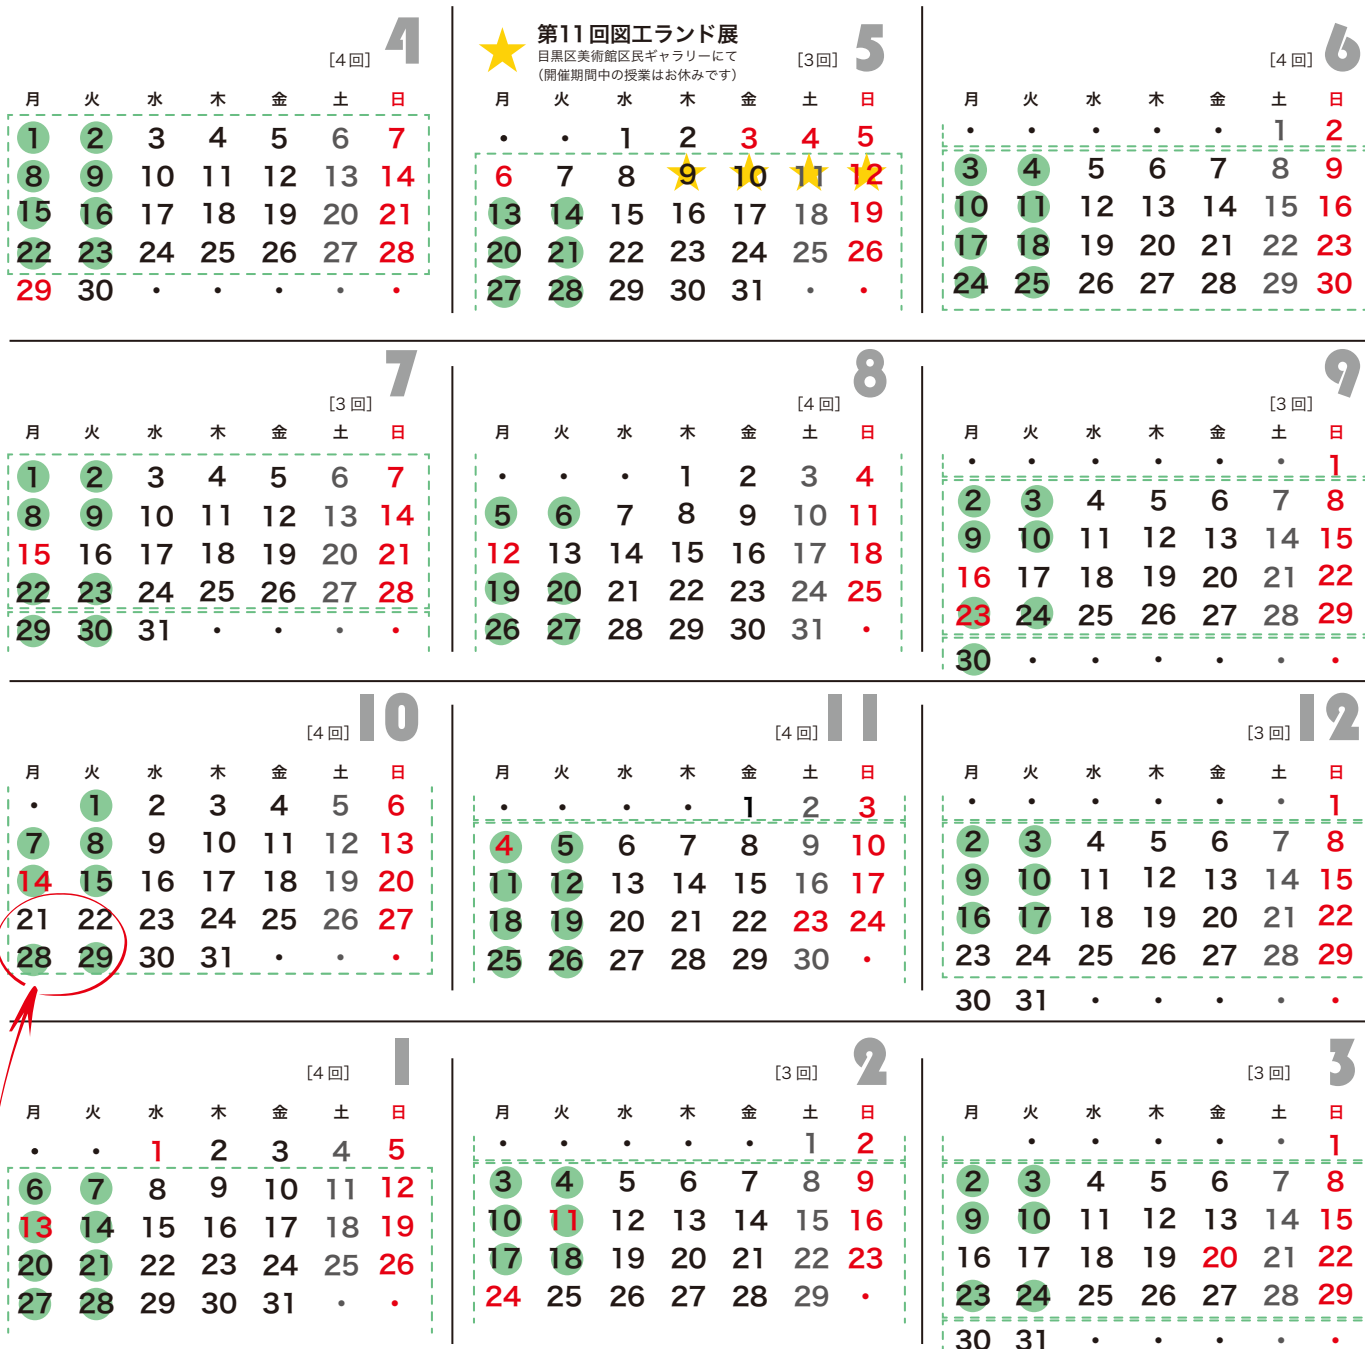 [4回] 4
月 火 水 木 金 土 日
1 2 3 4 5 6 7
8 9 10 11 12 13 14
15 16 17 18 19 20 21
22 23 24 25 26 27 28
29 30 • • • • •
第11回図工ランド展
目黒区美術館区民ギャラリーにて
(開催期間中の授業はお休みです)
[3回] 5
月 火 水 木 金 土 日
• • 1 2 3 4 5
6 7 8 9 10 11 12
13 14 15 16 17 18 19
20 21 22 23 24 25 26
27 28 29 30 31 • •
[4回] 6
月 火 水 木 金 土 日
• • • • • 1 2
3 4 5 6 7 8 9
10 11 12 13 14 15 16
17 18 19 20 21 22 23
24 25 26 27 28 29 30
[3回] 7
月 火 水 木 金 土 日
1 2 3 4 5 6 7
8 9 10 11 12 13 14
15 16 17 18 19 20 21
22 23 24 25 26 27 28
29 30 31 • • • •
[4回] 8
月 火 水 木 金 土 日
• • • 1 2 3 4
5 6 7 8 9 10 11
12 13 14 15 16 17 18
19 20 21 22 23 24 25
26 27 28 29 30 31 •
[3回] 9
月 火 水 木 金 土 日
• • • • • • 1
2 3 4 5 6 7 8
9 10 11 12 13 14 15
16 17 18 19 20 21 22
23 24 25 26 27 28 29
30 • • • • • •
[4回] 10
月 火 水 木 金 土 日
• 1 2 3 4 5 6
7 8 9 10 11 12 13
14 15 16 17 18 19 20
21 22 23 24 25 26 27
28 29 30 31 • • •
[4回] 11
月 火 水 木 金 土 日
• • • • 1 2 3
4 5 6 7 8 9 10
11 12 13 14 15 16 17
18 19 20 21 22 23 24
25 26 27 28 29 30 •
[3回] 12
月 火 水 木 金 土 日
• • • • • • 1
2 3 4 5 6 7 8
9 10 11 12 13 14 15
16 17 18 19 20 21 22
23 24 25 26 27 28 29
30 31 • • • • •
[4回] 1
月 火 水 木 金 土 日
• • 1 2 3 4 5
6 7 8 9 10 11 12
13 14 15 16 17 18 19
20 21 22 23 24 25 26
27 28 29 30 31 • •
[3回] 2
月 火 水 木 金 土 日
• • • • • 1 2
3 4 5 6 7 8 9
10 11 12 13 14 15 16
17 18 19 20 21 22 23
24 25 26 27 28 29 •
[3回] 3
月 火 水 木 金 土 日
• • • • • 1
2 3 4 5 6 7 8
9 10 11 12 13 14 15
16 17 18 19 20 21 22
23 24 25 26 27 28 29
30 31 • • • • •